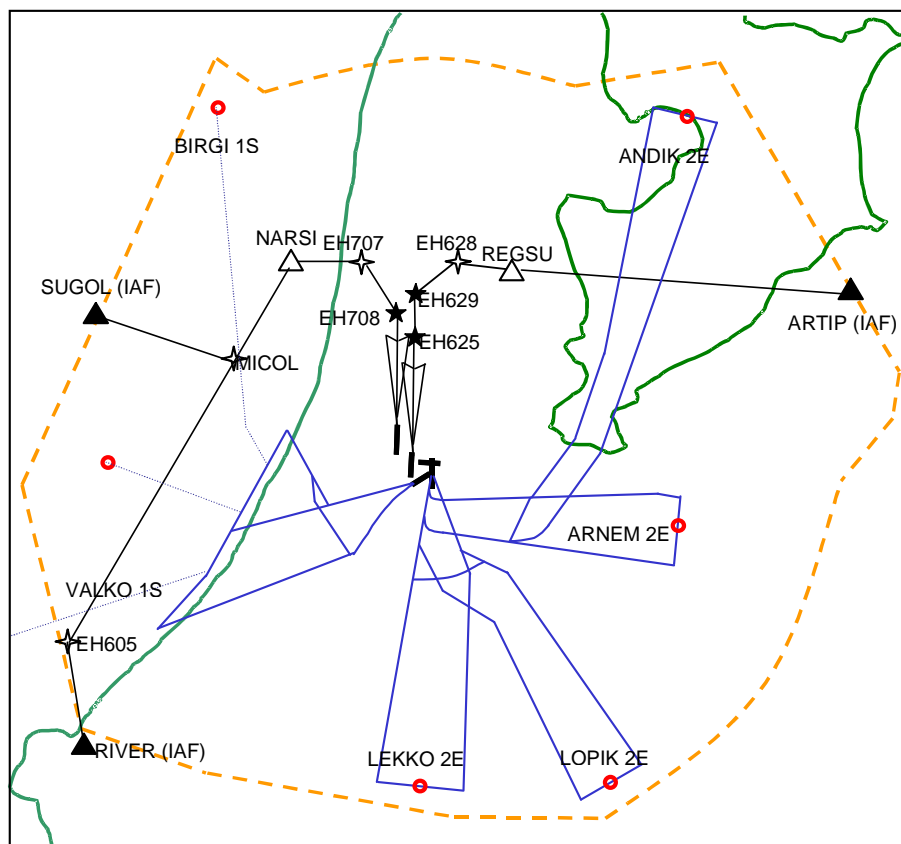 BIRGI 1S
ANDIK 2E
NARSI
EH707
EH628
REGSU
SUGOL (IAF)
EH629
EH708
ARTIP (IAF)
EH625
MICOL
ARNEM 2E
VALKO 1S
EH605
RIVER (IAF)
LEKKO 2E
LOPIK 2E